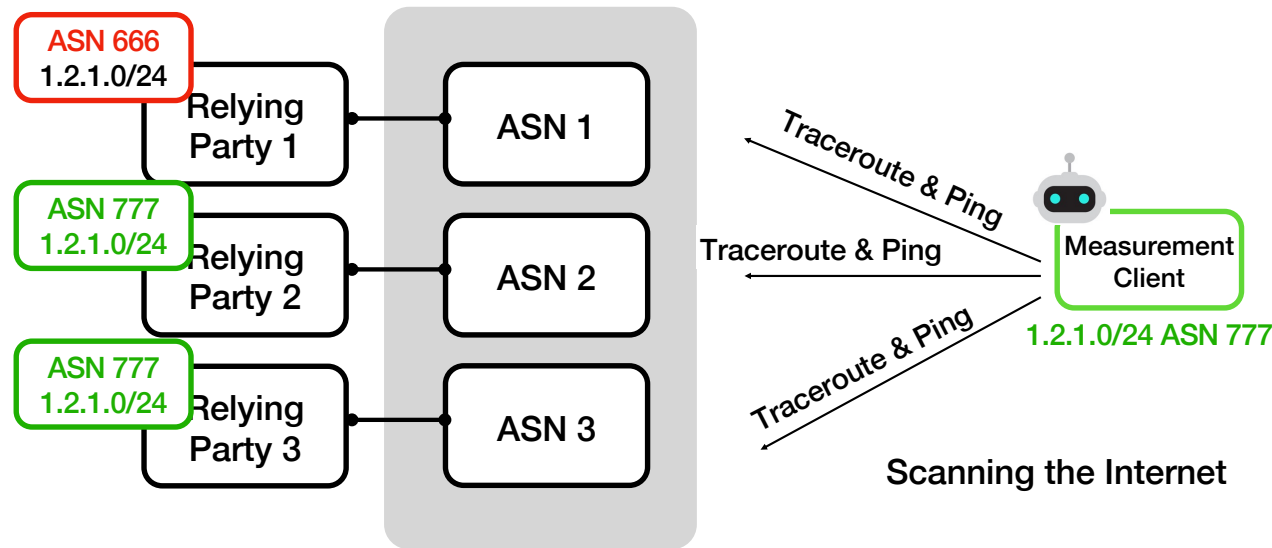 ASN 666
1.2.1.0/24
Relying
Party 1
ASN 1
ASN 777
1.2.1.0/24
Relying
Party 2
ASN 2
ASN 777
1.2.1.0/24
Relying
Party 3
ASN 3
Traceroute & Ping
Traceroute & Ping
Traceroute & Ping
Measurement
Client
1.2.1.0/24 ASN 777
Scanning the Internet